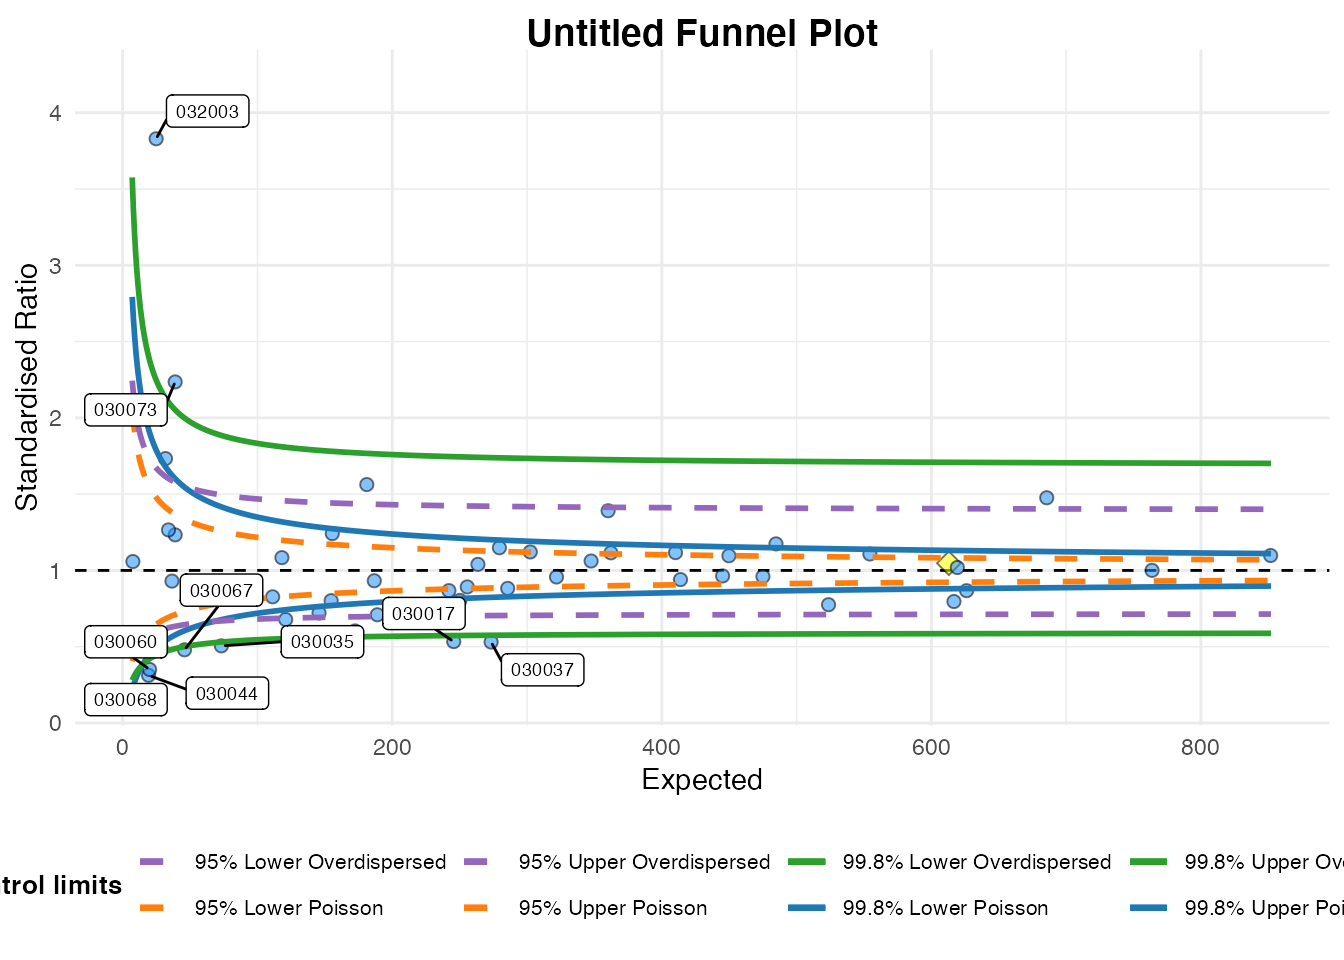 Untitled Funnel Plot
Standardised Ratio
4
3
2
1
0
032003
030073
030067
030017
030060
030035
030037
030068
030044
0
200
400
600
800
Expected
trol limits
95% Lower Overdispersed
95% Upper Overdispersed
99.8% Lower Overdispersed
99.8% Upper Ove
95% Lower Poisson
95% Upper Poisson
99.8% Lower Poisson
99.8% Upper Poi